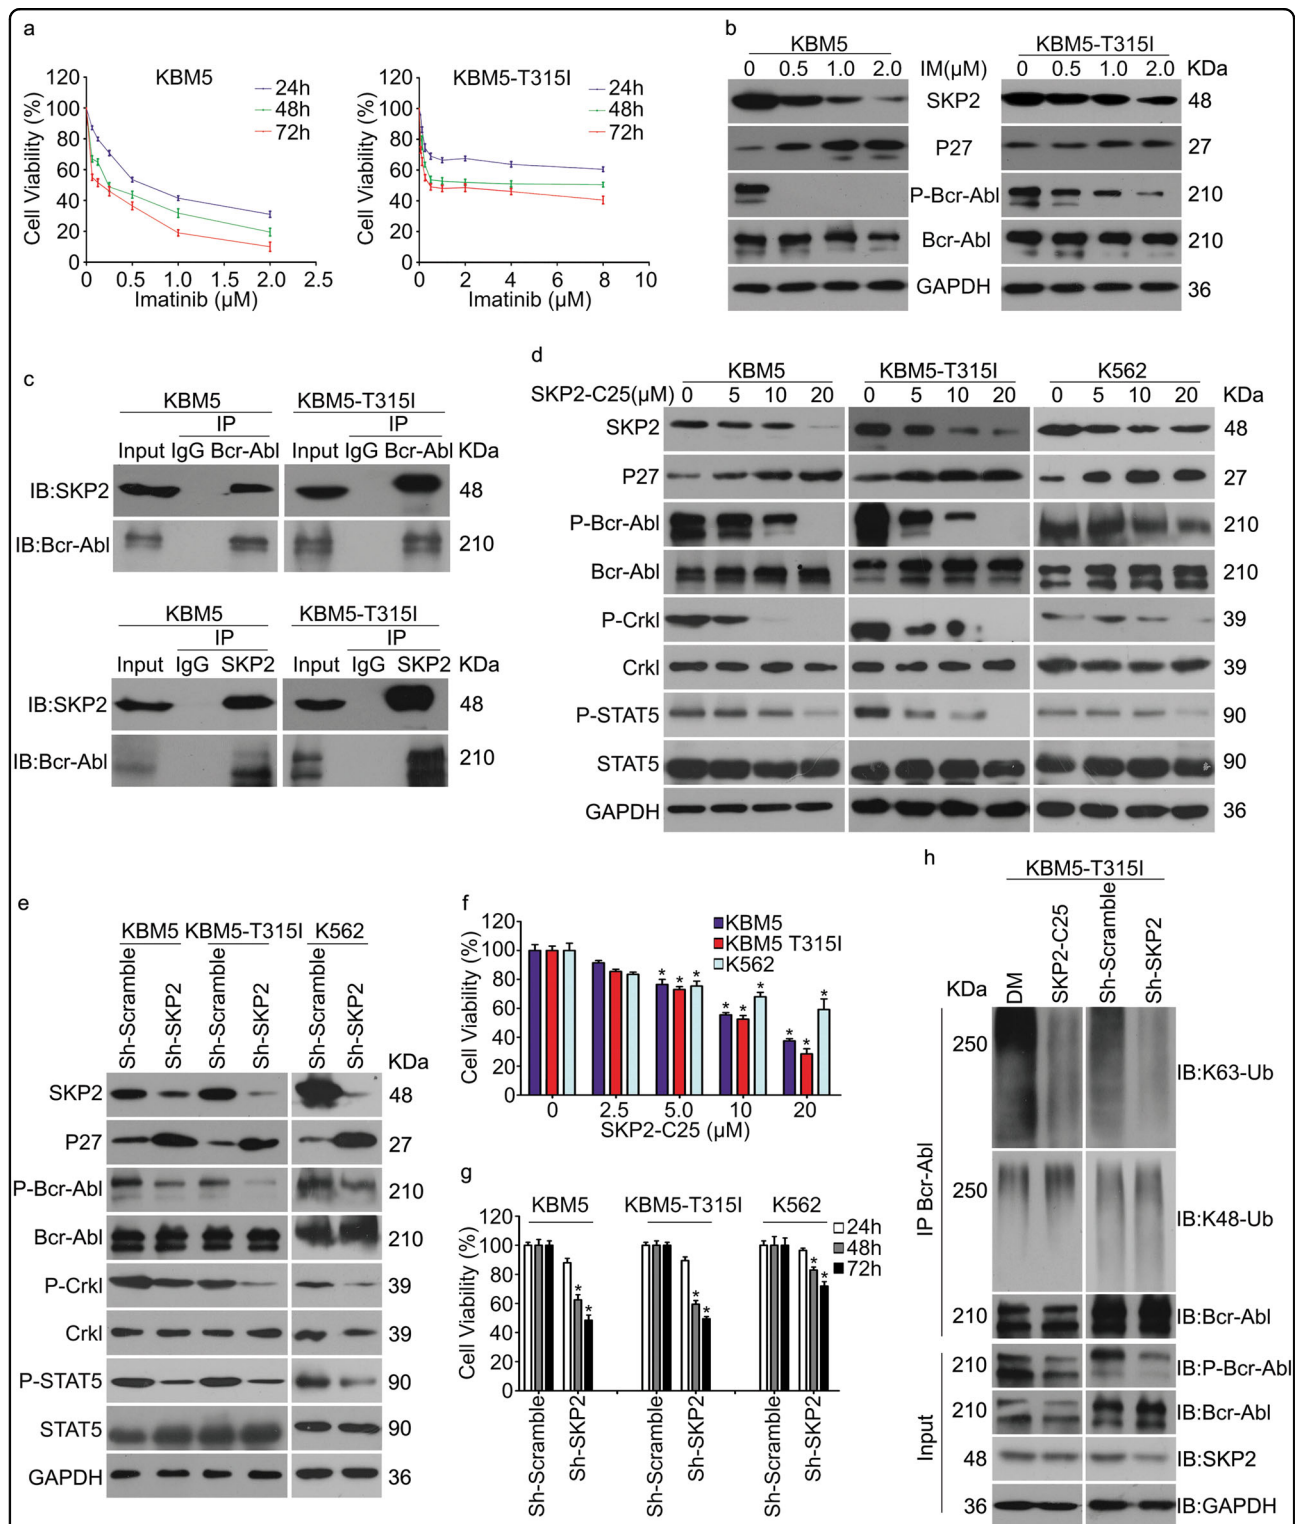 a
KBM5
120
100
80
60
40
20
0
Cell Viability (%)
24h
48h
72h
0 0.5 1.0 1.5 2.0 2.5
Imatinib (μM)
KBM5-T315I
120
100
80
60
40
20
0
Cell Viability (%)
24h
48h
72h
0 2 4 6 8 10
Imatinib (μM)
b
KBM5 KBM5-T315I
0 0.5 1.0 2.0 IM(μM) 0 0.5 1.0 2.0 KDa
SKP2 48
P27 27
P-Bcr-Abl 210
Bcr-Abl 210
GAPDH 36
c
KBM5 KBM5-T315I
IP IP
Input IgG Bcr-Abl Input IgG Bcr-Abl KDa
IB:SKP2 48
IB:Bcr-Abl 210
KBM5 KBM5-T315I
IP IP
Input IgG SKP2 Input IgG SKP2 KDa
IB:SKP2 48
IB:Bcr-Abl 210
d
KBM5 KBM5-T315I K562
SKP2-C25(μM) 0 5 10 20 0 5 10 20 0 5 10 20 KDa
SKP2 48
P27 27
P-Bcr-Abl 210
Bcr-Abl 210
P-Crkl 39
Crkl 39
P-STAT5 90
STAT5 90
GAPDH 36
e
KBM5 KBM5-T315I K562
Sh-Scramble Sh-SKP2 Sh-Scramble Sh-SKP2 Sh-Scramble Sh-SKP2
KDa
SKP2 48
P27 27
P-Bcr-Abl 210
Bcr-Abl 210
P-Crkl 39
Crkl 39
P-STAT5 90
STAT5 90
GAPDH 36
f
120
100
80
60
40
20
0
Cell Viability (%)
KBM5
KBM5 T315I
K562
* * *
* * *
* * *
0 2.5 5.0 10 20
SKP2-C25 (μM)
g
KBM5 KBM5-T315I K562
120
100
80
60
40
20
0
Cell Viability (%)
24h
48h
72h
* *
* *
* *
Sh-Scramble Sh-SKP2 Sh-Scramble Sh-SKP2 Sh-Scramble Sh-SKP2
h
KBM5-T315I
DM SKP2-C25 Sh-Scramble Sh-SKP2
KDa
IP Bcr-Abl
250 IB:K63-Ub
250 IB:K48-Ub
210 IB:Bcr-Abl
Input
210 IB:P-Bcr-Abl
210 IB:Bcr-Abl
48 IB:SKP2
36 IB:GAPDH